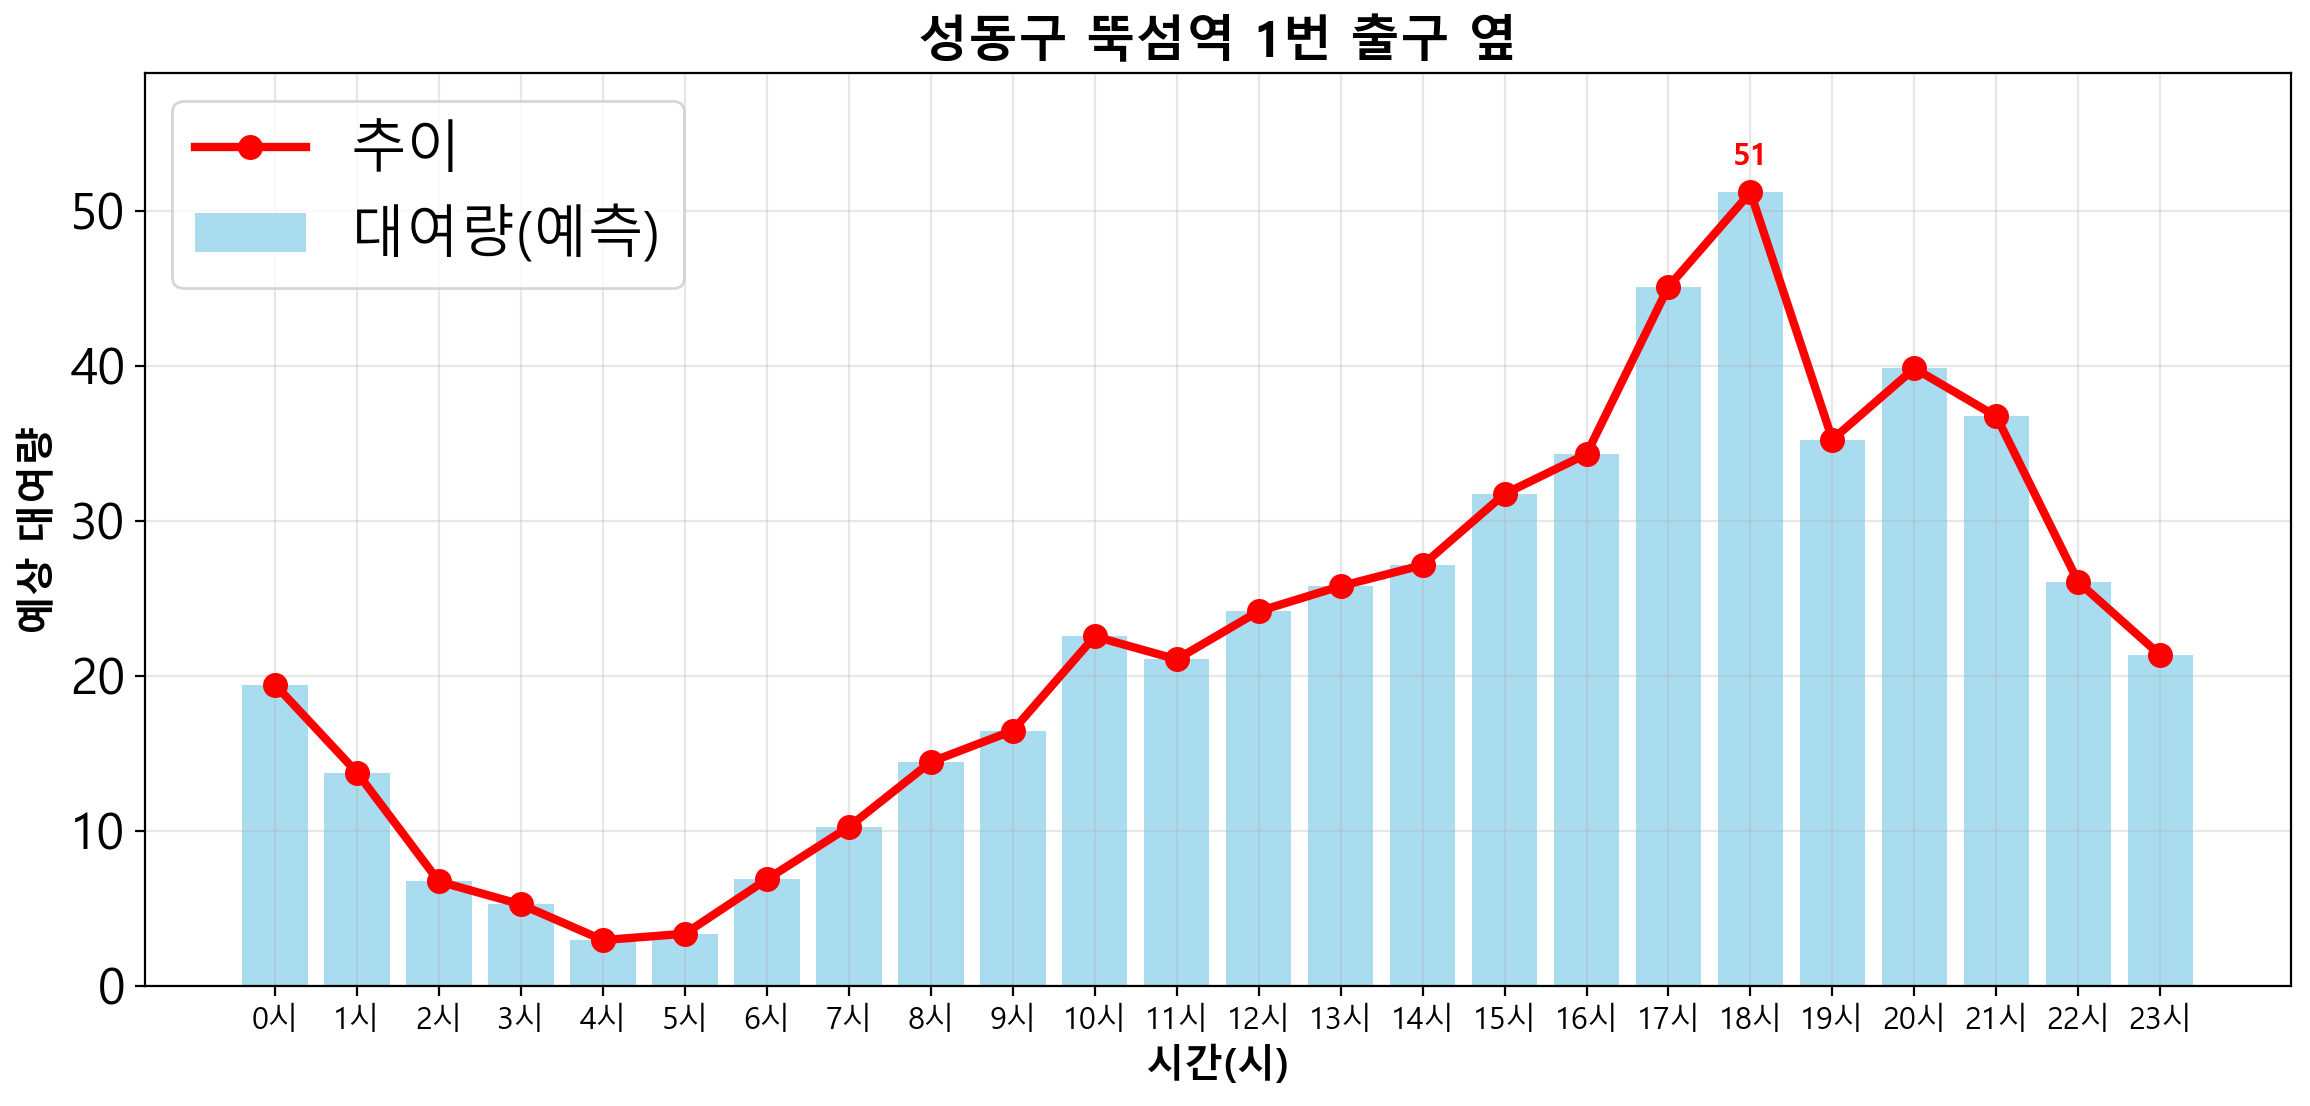 성동구 뚝섬역 1번 출구 옆
추이
대여량(예측)
51
예상 대여량
50
40
30
20
10
0
0시 1시 2시 3시 4시 5시 6시 7시 8시 9시 10시 11시 12시 13시 14시 15시 16시 17시 18시 19시 20시 21시 22시 23시
시간(시)